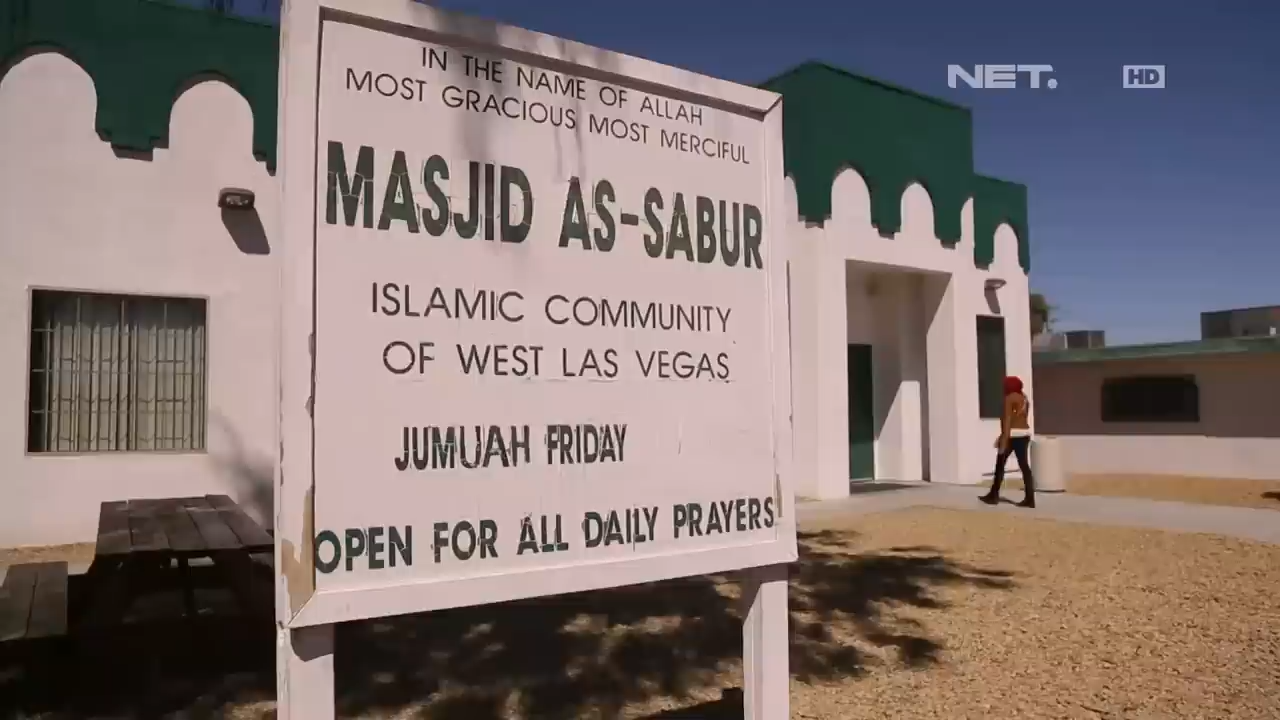 NET.
HD
IN THE NAME OF ALLAH
MOST GRACIOUS MOST MERCIFUL
MASJID AS-SABUR
ISLAMIC COMMUNITY
OF WEST LAS VEGAS
JUMUAH FRIDAY
OPEN FOR ALL DAILY PRAYERS